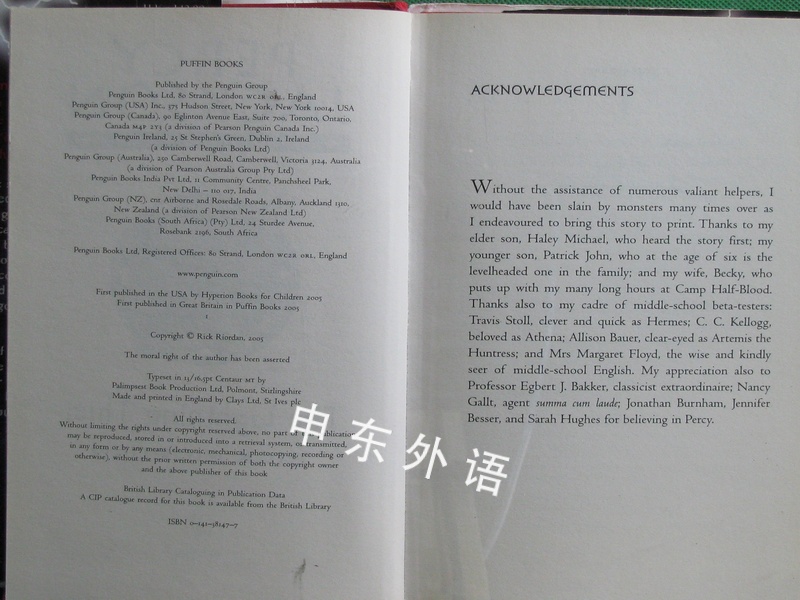 PUFFIN BOOKS
Published by the Penguin Group
Penguin Books Ltd, 80 Strand, London WC2R 0RL, England
Penguin Group (USA) Inc., 375 Hudson Street, New York, New York 10014, USA
Penguin Group (Canada), 90 Eglinton Avenue East, Suite 700, Toronto, Ontario,
Canada M4P 2Y3 (a division of Pearson Penguin Canada Inc.)
Penguin Ireland, 25 St Stephen's Green, Dublin 2, Ireland
(a division of Penguin Books Ltd)
Penguin Group (Australia), 250 Camberwell Road, Camberwell, Victoria 3124, Australia
(a division of Pearson Australia Group Pty Ltd)
Penguin Books India Pvt Ltd, 11 Community Centre, Panchsheel Park,
New Delhi – 110 017, India
Penguin Group (NZ), cnr Airborne and Rosedale Roads, Albany, Auckland 1310,
New Zealand (a division of Pearson New Zealand Ltd)
Penguin Books (South Africa) (Pty) Ltd, 24 Sturdee Avenue,
Rosebank 2196, South Africa
Penguin Books Ltd, Registered Offices: 80 Strand, London WC2R 0RL, England
www.penguin.com
First published in the USA by Hyperion Books for Children 2005
First published in Great Britain in Puffin Books 2005
1
Copyright © Rick Riordan, 2005
The moral right of the author has been asserted
Typeset in 13/16.5pt Centaur set by
Palimpsest Book Production Ltd, Polmont, Stirlingshire
Made and printed in England by Clays Ltd, St Ives plc
All rights reserved.
Without limiting the rights under copyright reserved above, no part of publication
may be reproduced, stored in or introduced into a retrieval system, or transmitted,
in any form or by any means (electronic, mechanical, photocopying, recording or
otherwise), without the prior written permission of both the copyright owner
and the above publisher of this book
British Library Cataloguing in Publication Data
A CIP catalogue record for this book is available from the British Library
ISBN 0–141–38147–7
ACKNOWLEDGEMENTS
Without the assistance of numerous valiant helpers, I
would have been slain by monsters many times over as
I endeavoured to bring this story to print. Thanks to my
elder son, Haley Michael, who heard the story first; my
younger son, Patrick John, who at the age of six is the
levelheaded one in the family; and my wife, Becky, who
puts up with my many long hours at Camp Half-Blood.
Thanks also to my cadre of middle-school beta-testers:
Travis Stoll, clever and quick as Hermes; C. C. Kellogg,
beloved as Athena; Allison Bauer, clear-eyed as Artemis the
Huntress; and Mrs Margaret Floyd, the wise and kindly
seer of middle-school English. My appreciation also to
Professor Egbert J. Bakker, classicist extraordinaire; Nancy
Gallt, agent summa cum laude; Jonathan Burnham, Jennifer
Besser, and Sarah Hughes for believing in Percy.
申东外语